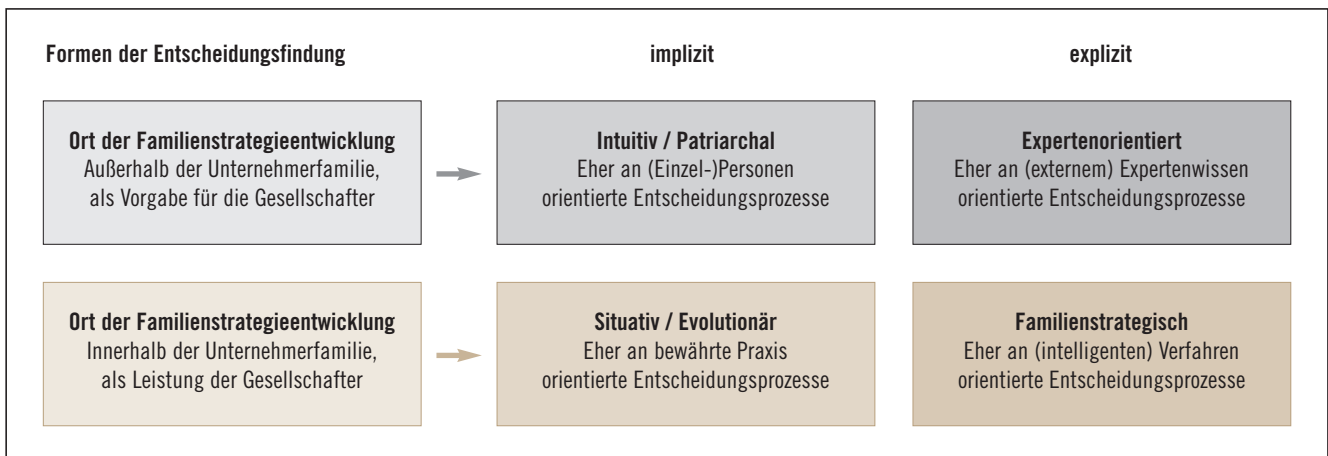 Formen der Entscheidungsfindung
implizit
explizit
Ort der Familienstrategieentwicklung
Außerhalb der Unternehmerfamilie,
als Vorgabe für die Gesellschafter
Intuitiv / Patriarchal
Eher an (Einzel-)Personen
orientierte Entscheidungsprozesse
Expertenorientiert
Eher an (externem) Expertenwissen
orientierte Entscheidungsprozesse
Ort der Familienstrategieentwicklung
Innerhalb der Unternehmerfamilie,
als Leistung der Gesellschafter
Situativ / Evolutionär
Eher an bewährte Praxis
orientierte Entscheidungsprozesse
Familienstrategisch
Eher an (intelligenten) Verfahren
orientierte Entscheidungsprozesse